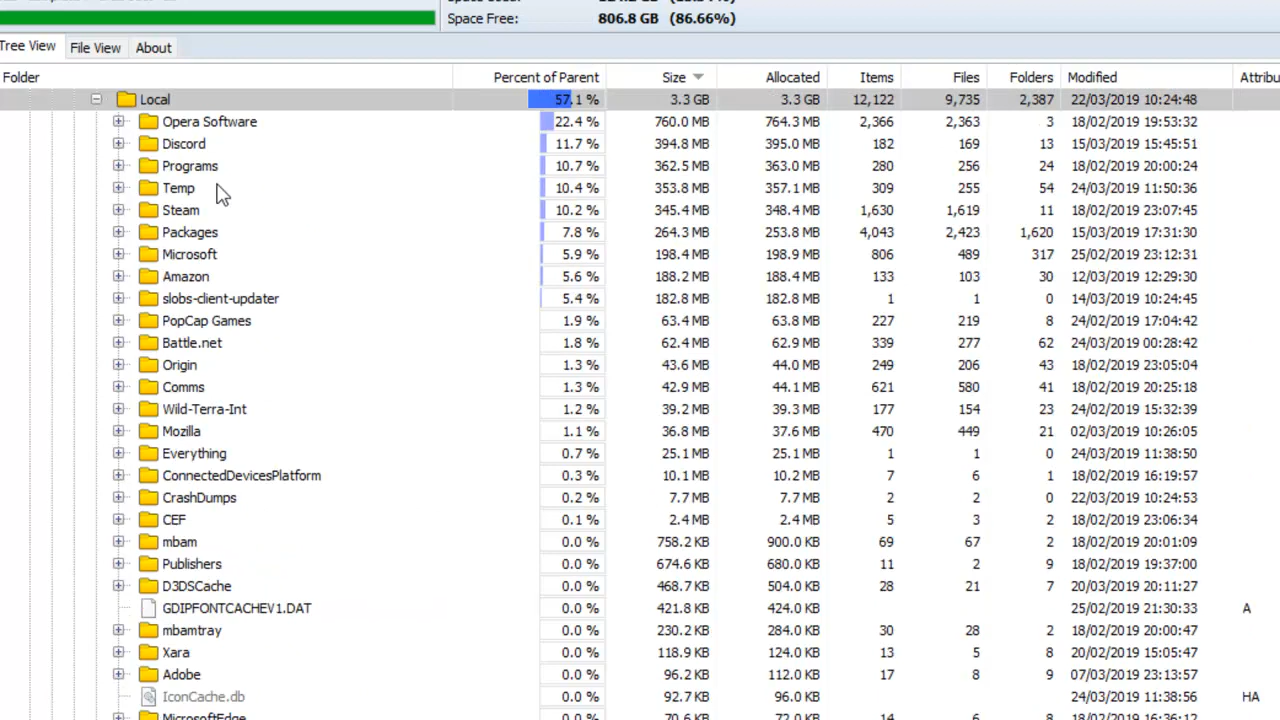 Space Free: 806.8 GB (86.66%)
Tree View File View About
Folder Percent of Parent Size Allocated Items Files Folders Modified Attribu
Local 57.1 % 3.3 GB 3.3 GB 12,122 9,735 2,387 22/03/2019 10:24:48
Opera Software 22.4 % 760.0 MB 764.3 MB 2,366 2,363 3 18/02/2019 19:53:32
Discord 11.7 % 394.8 MB 395.0 MB 182 169 13 15/03/2019 15:45:51
Programs 10.7 % 362.5 MB 363.0 MB 280 256 24 18/02/2019 20:00:24
Temp 10.4 % 353.8 MB 357.1 MB 309 255 54 24/03/2019 11:50:36
Steam 10.2 % 345.4 MB 348.4 MB 1,630 1,619 11 18/02/2019 23:07:45
Packages 7.8 % 264.3 MB 253.8 MB 4,043 2,423 1,620 15/03/2019 17:31:30
Microsoft 5.9 % 198.4 MB 198.9 MB 806 489 317 25/02/2019 23:12:31
Amazon 5.6 % 188.2 MB 188.4 MB 133 103 30 12/03/2019 12:29:30
slobs-client-updater 5.4 % 182.8 MB 182.8 MB 1 1 0 14/03/2019 10:24:45
PopCap Games 1.9 % 63.4 MB 63.8 MB 227 219 8 24/02/2019 17:04:42
Battle.net 1.8 % 62.4 MB 62.9 MB 339 277 62 24/03/2019 00:28:42
Origin 1.3 % 43.6 MB 44.0 MB 249 206 43 18/02/2019 23:05:04
Comms 1.3 % 42.9 MB 44.1 MB 621 580 41 18/02/2019 20:25:18
Wild-Terra-Int 1.2 % 39.2 MB 39.3 MB 177 154 23 24/02/2019 15:32:39
Mozilla 1.1 % 36.8 MB 37.6 MB 470 449 21 02/03/2019 10:26:05
Everything 0.7 % 25.1 MB 25.1 MB 1 1 0 24/03/2019 11:38:50
ConnectedDevicesPlatform 0.3 % 10.1 MB 10.2 MB 7 6 1 18/02/2019 16:19:57
CrashDumps 0.2 % 7.7 MB 7.7 MB 2 2 0 22/03/2019 10:24:53
CEF 0.1 % 2.4 MB 2.4 MB 5 3 2 18/02/2019 23:06:34
mbam 0.0 % 758.2 KB 900.0 KB 69 67 2 18/02/2019 20:01:09
Publishers 0.0 % 674.6 KB 680.0 KB 11 2 9 18/02/2019 19:37:00
D3DSCache 0.0 % 468.7 KB 504.0 KB 28 21 7 20/03/2019 20:11:27
GDIPFONTCACHEV1.DAT 0.0 % 421.8 KB 424.0 KB 25/02/2019 21:30:33 A
mbamtray 0.0 % 230.2 KB 284.0 KB 30 28 2 18/02/2019 20:00:47
Xara 0.0 % 118.9 KB 124.0 KB 13 5 8 20/02/2019 15:05:47
Adobe 0.0 % 96.2 KB 112.0 KB 17 8 9 07/03/2019 23:13:57
IconCache.db 0.0 % 92.7 KB 96.0 KB 24/03/2019 11:38:56 HA
MicrosoftEdge 0.0 % 70.6 KB 72.0 KB 14 6 8 18/02/2019 16:36:12